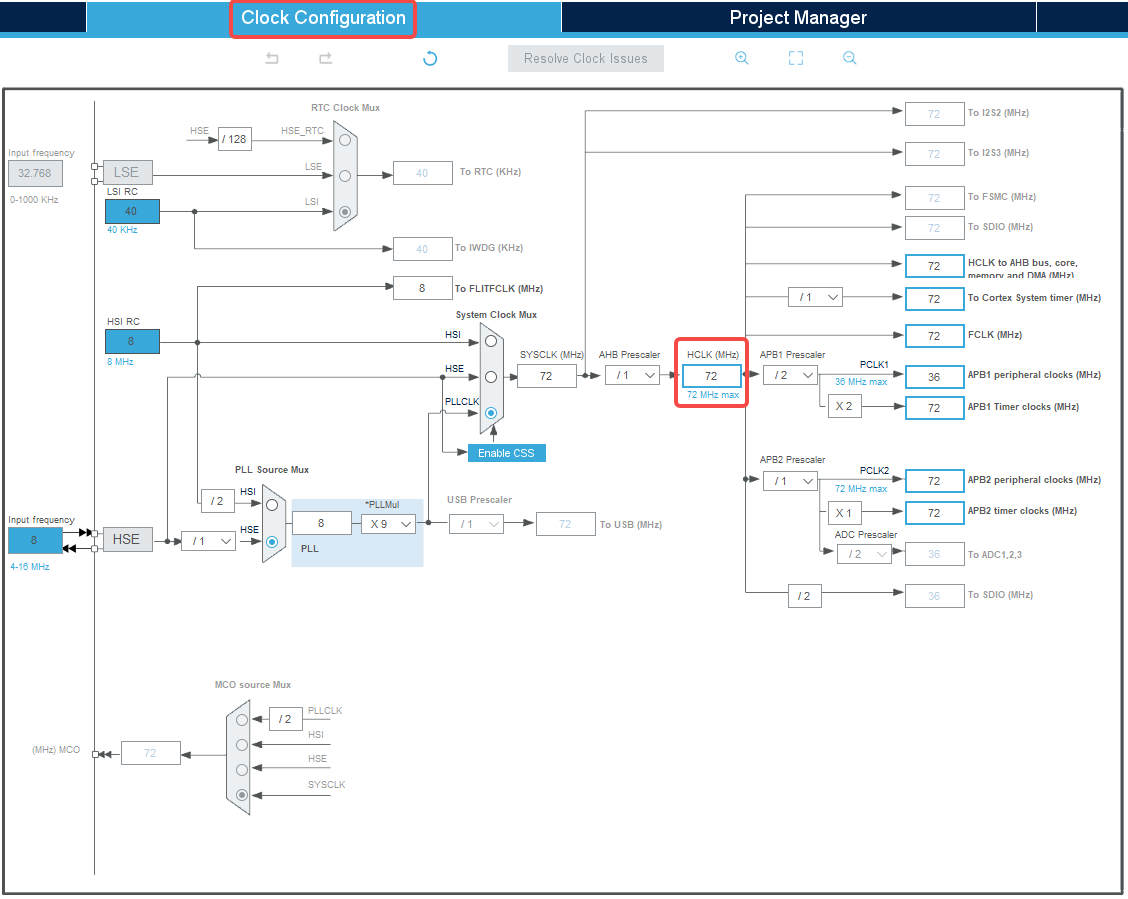 Clock Configuration
Project Manager
Resolve Clock Issues
RTC Clock Mux
HSE
/ 128
HSE_RTC
Input frequency
32.768
0-1000 KHz
LSE
LSE
40
To RTC (KHz)
LSI RC
40
40 KHz
LSI
40
To IWDG (KHz)
8
To FLITFCLK (MHz)
HSI RC
8
8 MHz
System Clock Mux
HSI
HSE
PLLCLK
Enable CSS
SYSCLK (MHz)
72
AHB Prescaler
/ 1
HCLK (MHz)
72
72 MHz max
72
To I2S2 (MHz)
72
To I2S3 (MHz)
72
To FSMC (MHz)
72
To SDIO (MHz)
72
HCLK to AHB bus, core,
memory and DMA (MHz)
/ 1
72
To Cortex System timer (MHz)
72
FCLK (MHz)
APB1 Prescaler
/ 2
PCLK1
36 MHz max
36
APB1 peripheral clocks (MHz)
X 2
72
APB1 Timer clocks (MHz)
APB2 Prescaler
/ 1
PCLK2
72 MHz max
72
APB2 peripheral clocks (MHz)
X 1
72
APB2 timer clocks (MHz)
ADC Prescaler
/ 2
36
To ADC1,2,3
/ 2
36
To SDIO (MHz)
PLL Source Mux
/ 2
HSI
Input frequency
8
4-16 MHz
HSE
/ 1
HSE
8
*PLLMul
X 9
PLL
USB Prescaler
/ 1
72
To USB (MHz)
MCO source Mux
/ 2
PLLCLK
HSI
HSE
SYSCLK
(MHz) MCO
72